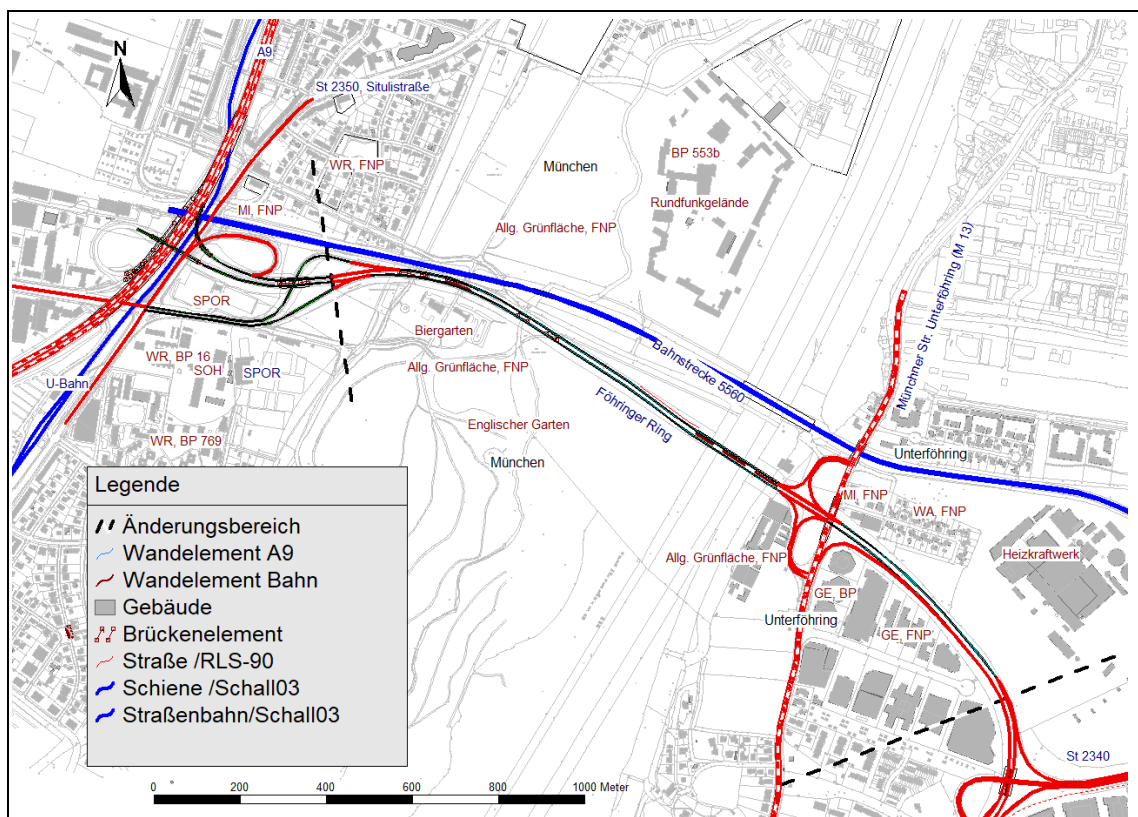 N
A9
St 2350, Situlistraße
WR, FNP
München
BP 553b
Rundfunkgelände
MI, FNP
Allg. Grünfläche, FNP
Münchner Str. Unterföhring (M 13)
SPOR
Biergarten
Bahnstrecke 5560
WR, BP 16
SOH
SPOR
Allg. Grünfläche, FNP
U-Bahn
Föhringer Ring
WR, BP 769
Englischer Garten
München
Unterföhring
MI, FNP
WA, FNP
Heizkraftwerk
Allg. Grünfläche, FNP
GE, BP
Unterföhring
GE, FNP
St 2340
Legende
Änderungsbereich
Wandelement A9
Wandelement Bahn
Gebäude
Brückenelement
Straße /RLS-90
Schiene /Schall03
Straßenbahn/Schall03
0 200 400 600 800 1000 Meter